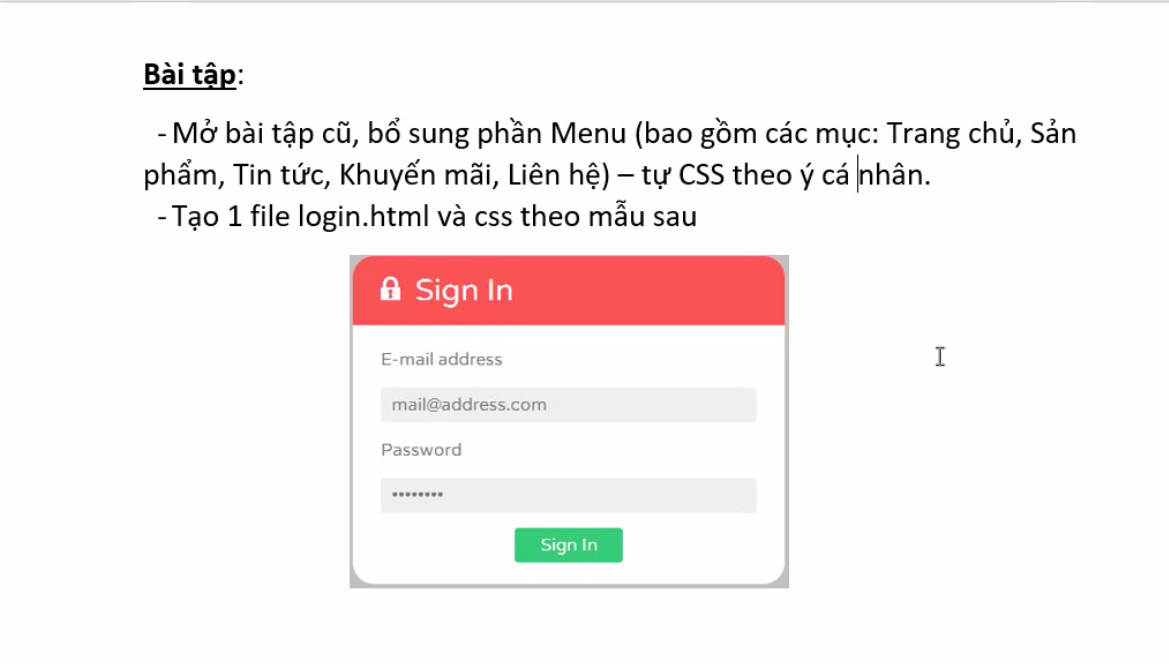 Bài tập:
- Mở bài tập cũ, bổ sung phần Menu (bao gồm các mục: Trang chủ, Sản
phẩm, Tin tức, Khuyến mãi, Liên hệ) – tự CSS theo ý cá nhân.
- Tạo 1 file login.html và css theo mẫu sau
Sign In
E-mail address
mail@address.com
Password
••••••••
Sign In